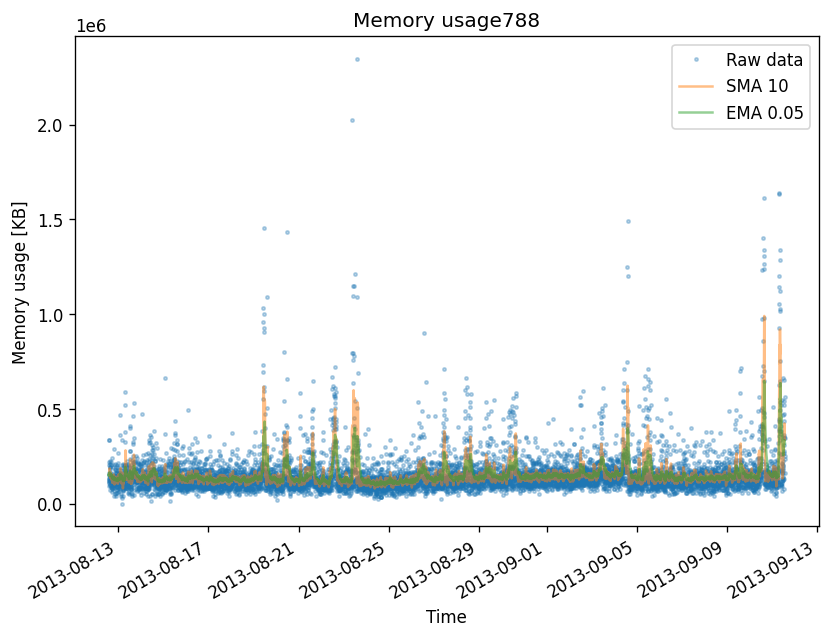 Memory usage788
1e6
Raw data
SMA 10
EMA 0.05
2.0
1.5
1.0
0.5
0.0
Memory usage [KB]
2013-08-13
2013-08-17
2013-08-21
2013-08-25
2013-08-29
2013-09-01
2013-09-05
2013-09-09
2013-09-13
Time